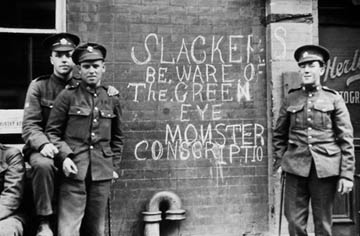 SLACKERS
BE. WARE OF
The GREEN
EYE
MONSTER
CONSCRIPTIO